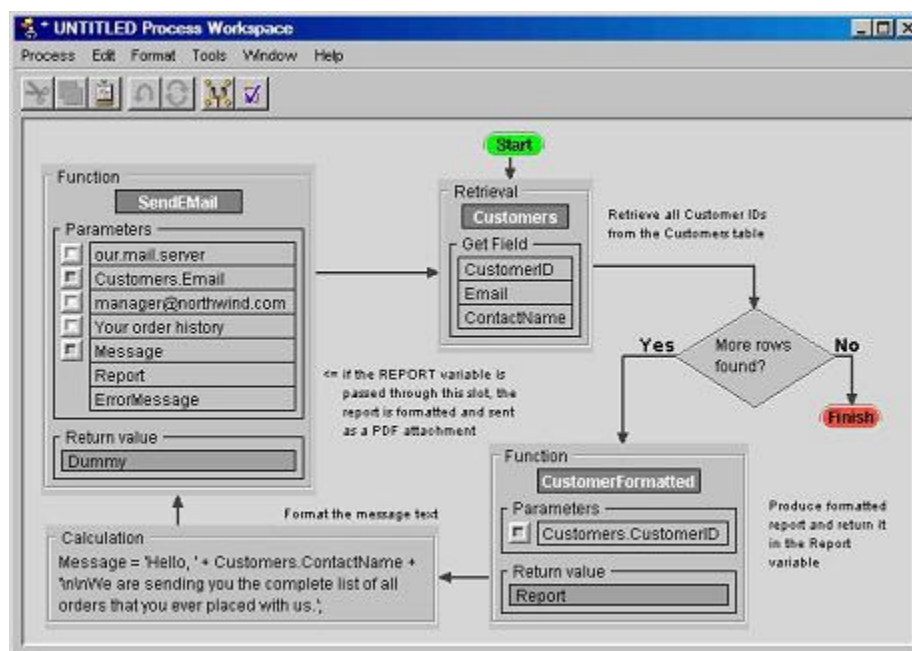 * UNTITLED Process Workspace
Process Edit Format Tools Window Help
Start
Function
SendEMail
Parameters
our.mail.server
Customers.Email
manager@northwind.com
Your order history
Message
Report
ErrorMessage
Return value
Dummy
Retrieval
Customers
Get Field
CustomerID
Email
ContactName
Retrieve all Customer IDs
from the Customers table
Yes
More rows
found?
No
Finish
<= if the REPORT variable is
passed through this slot, the
report is formatted and sent
as a PDF attachment
Function
CustomerFormatted
Parameters
Customers.CustomerID
Return value
Report
Produce formatted
report and return it
in the Report
variable
Format the message text
Calculation
Message = 'Hello, ' + Customers.ContactName +
'\n\nWe are sending you the complete list of all
orders that you ever placed with us.';